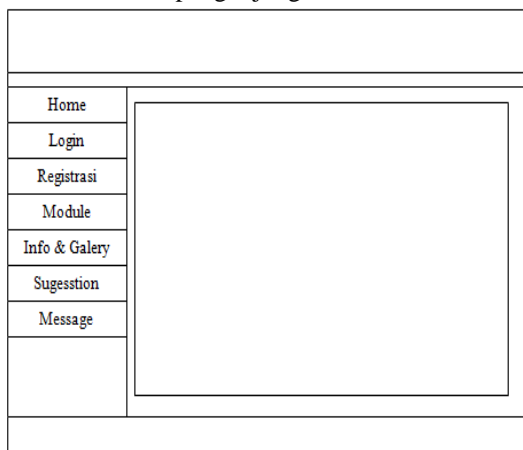 Home
Login
Registrasi
Module
Info & Galery
Sugesstion
Message